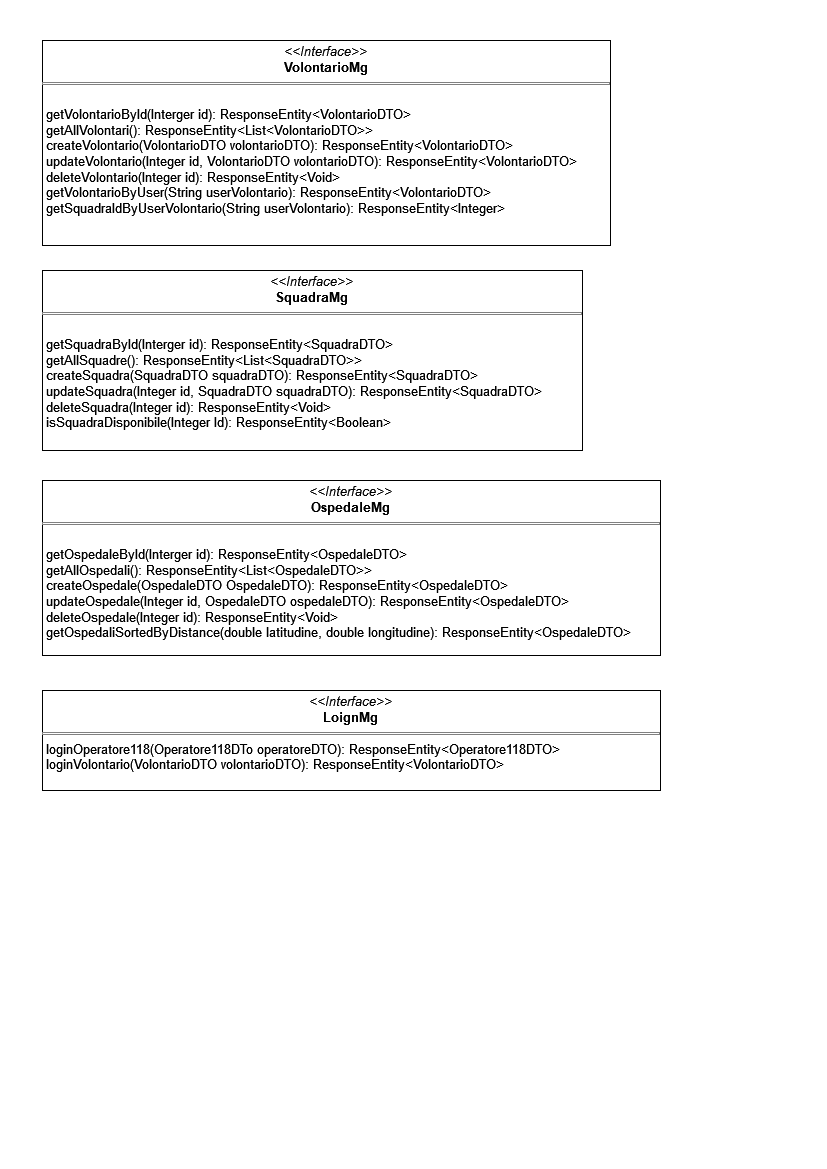 <<Interface>>
VolontarioMg
getVolontarioById(Interger id): ResponseEntity<VolontarioDTO>
getAllVolontari(): ResponseEntity<List<VolontarioDTO>>
createVolontario(VolontarioDTO volontarioDTO): ResponseEntity<VolontarioDTO>
updateVolontario(Integer id, VolontarioDTO volontarioDTO): ResponseEntity<VolontarioDTO>
deleteVolontario(Integer id): ResponseEntity<Void>
getVolontarioByUser(String userVolontario): ResponseEntity<VolontarioDTO>
getSquadraIdByUserVolontario(String userVolontario): ResponseEntity<Integer>
<<Interface>>
SquadraMg
getSquadraById(Interger id): ResponseEntity<SquadraDTO>
getAllSquadre(): ResponseEntity<List<SquadraDTO>>
createSquadra(SquadraDTO squadraDTO): ResponseEntity<SquadraDTO>
updateSquadra(Integer id, SquadraDTO squadraDTO): ResponseEntity<SquadraDTO>
deleteSquadra(Integer id): ResponseEntity<Void>
isSquadraDisponibile(Integer Id): ResponseEntity<Boolean>
<<Interface>>
OspedaleMg
getOspedaleById(Interger id): ResponseEntity<OspedaleDTO>
getAllOspedali(): ResponseEntity<List<OspedaleDTO>>
createOspedale(OspedaleDTO OspedaleDTO): ResponseEntity<OspedaleDTO>
updateOspedale(Integer id, OspedaleDTO ospedaleDTO): ResponseEntity<OspedaleDTO>
deleteOspedale(Integer id): ResponseEntity<Void>
getOspedaliSortedByDistance(double latitudine, double longitudine): ResponseEntity<OspedaleDTO>
<<Interface>>
LoignMg
loginOperatore118(Operatore118DTo operatoreDTO): ResponseEntity<Operatore118DTO>
loginVolontario(VolontarioDTO volontarioDTO): ResponseEntity<VolontarioDTO>